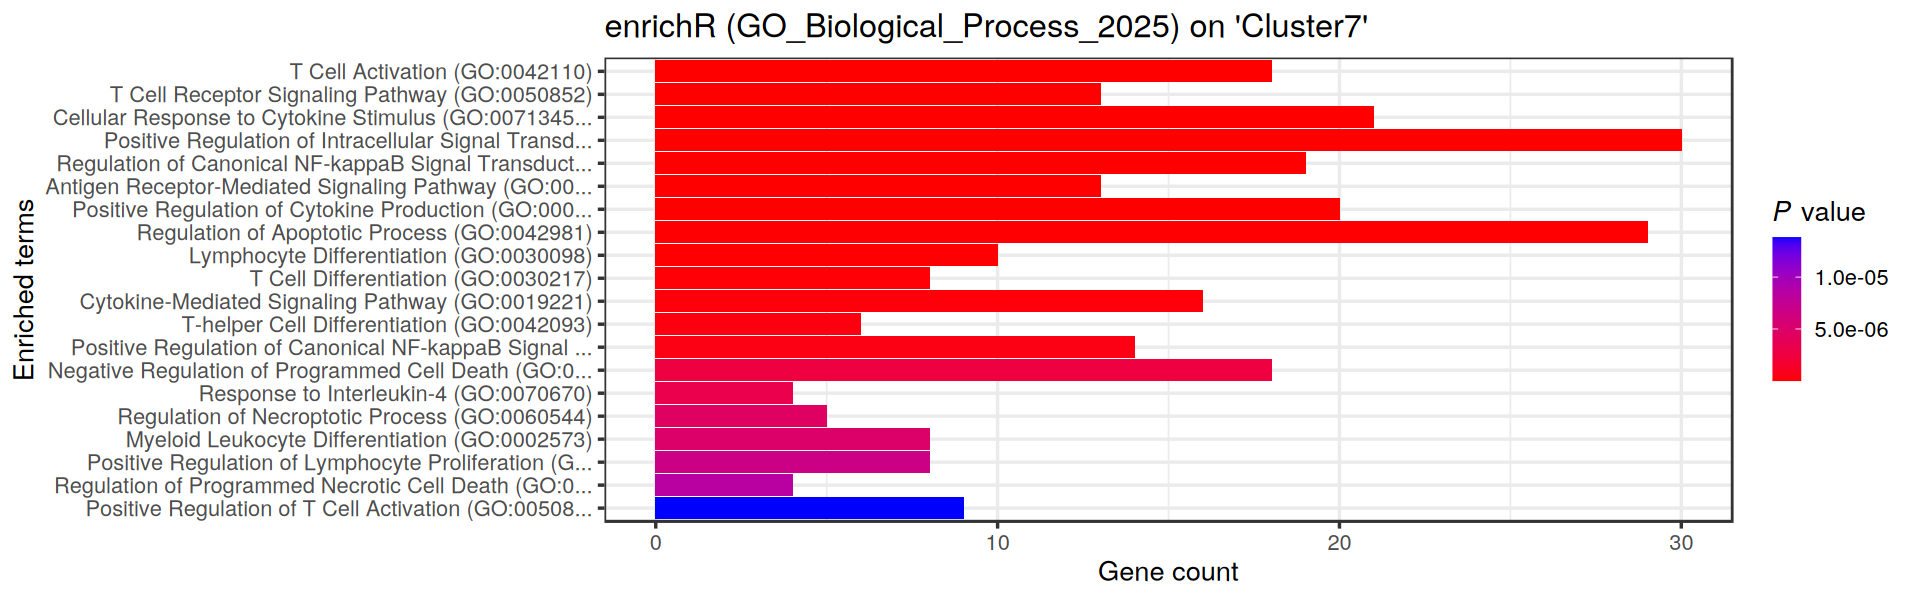 enrichR (GO_Biological_Process_2025) on 'Cluster7'
T Cell Activation (GO:0042110)
T Cell Receptor Signaling Pathway (GO:0050852)
Cellular Response to Cytokine Stimulus (GO:0071345...
Positive Regulation of Intracellular Signal Transd...
Regulation of Canonical NF-kappaB Signal Transduct...
Antigen Receptor-Mediated Signaling Pathway (GO:00...
Positive Regulation of Cytokine Production (GO:000...
Regulation of Apoptotic Process (GO:0042981)
Lymphocyte Differentiation (GO:0030098)
T Cell Differentiation (GO:0030217)
Cytokine-Mediated Signaling Pathway (GO:0019221)
T-helper Cell Differentiation (GO:0042093)
Positive Regulation of Canonical NF-kappaB Signal ...
Negative Regulation of Programmed Cell Death (GO:0...
Response to Interleukin-4 (GO:0070670)
Regulation of Necroptotic Process (GO:0060544)
Myeloid Leukocyte Differentiation (GO:0002573)
Positive Regulation of Lymphocyte Proliferation (G...
Regulation of Programmed Necrotic Cell Death (GO:0...
Positive Regulation of T Cell Activation (GO:00508...
Enriched terms
0 10 20 30
Gene count
P value
1.0e-05
5.0e-06